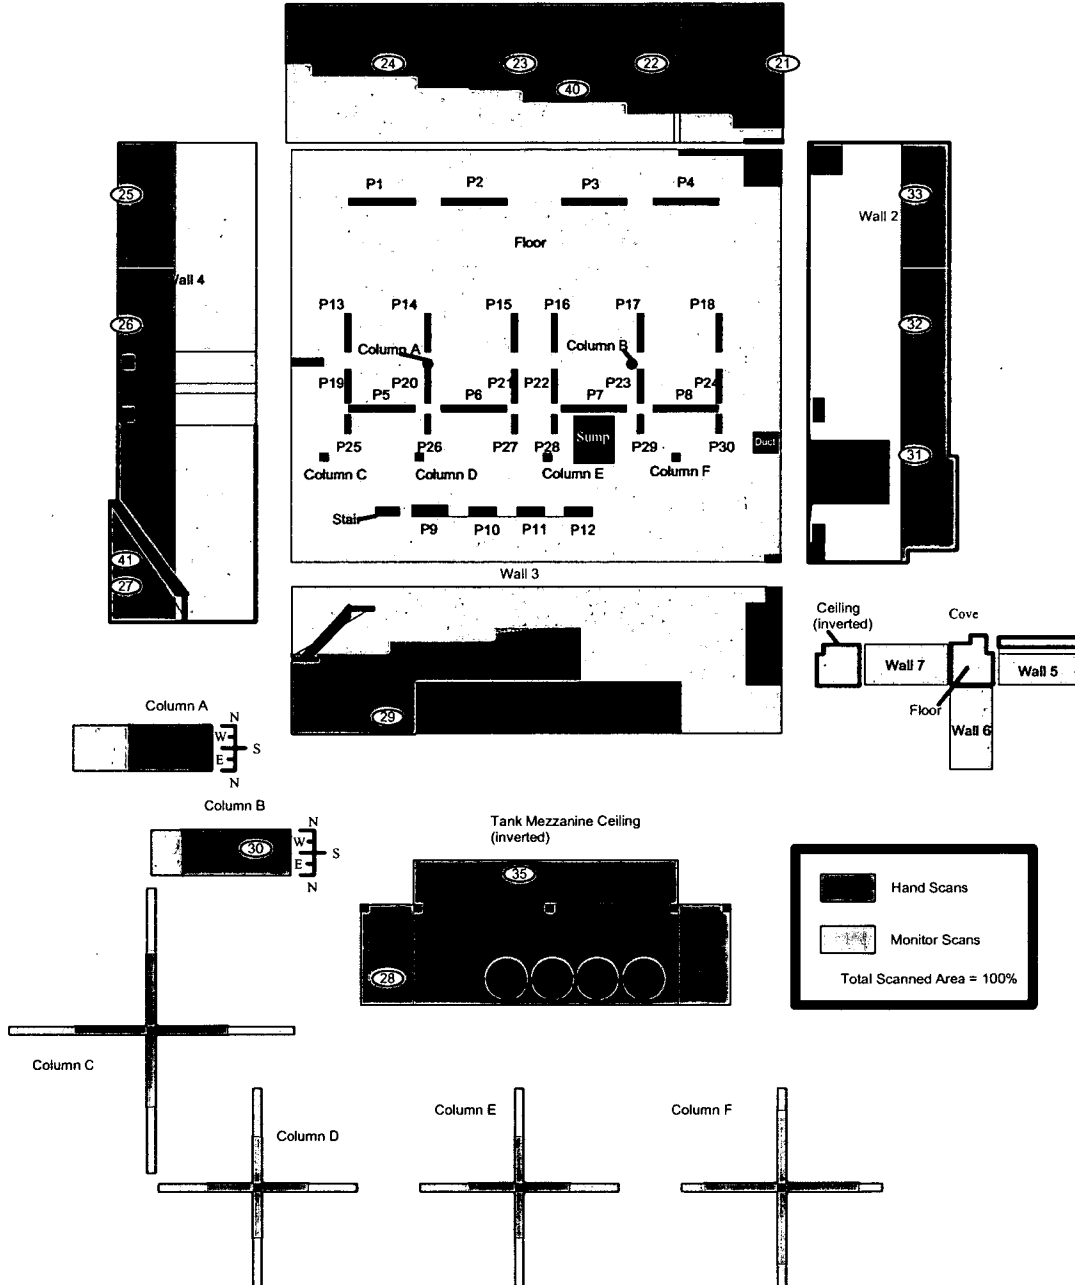 24 23 22 21
40
25
33
P1 P2 P3 P4
Wall 2
Floor
Wall 4
P13 P14 P15 P16 P17 P18
26
32
Column A Column B
P19 P20 P21 P22 P23 P24
P5 P6 P7 P8
Sump
Duct
P25 P26 P27 P28 P29 P30
31
Column C Column D Column E Column F
Stair
P9 P10 P11 P12
41
27
Wall 3
Ceiling
(inverted)
Cove
Wall 7
Wall 5
Floor
Wall 6
29
Column A
N
W
S
E
N
Column B
N
W
30
S
E
N
Tank Mezzanine Ceiling
(inverted)
35
28
Hand Scans
Monitor Scans
Total Scanned Area = 100%
Column C
Column D
Column E
Column F